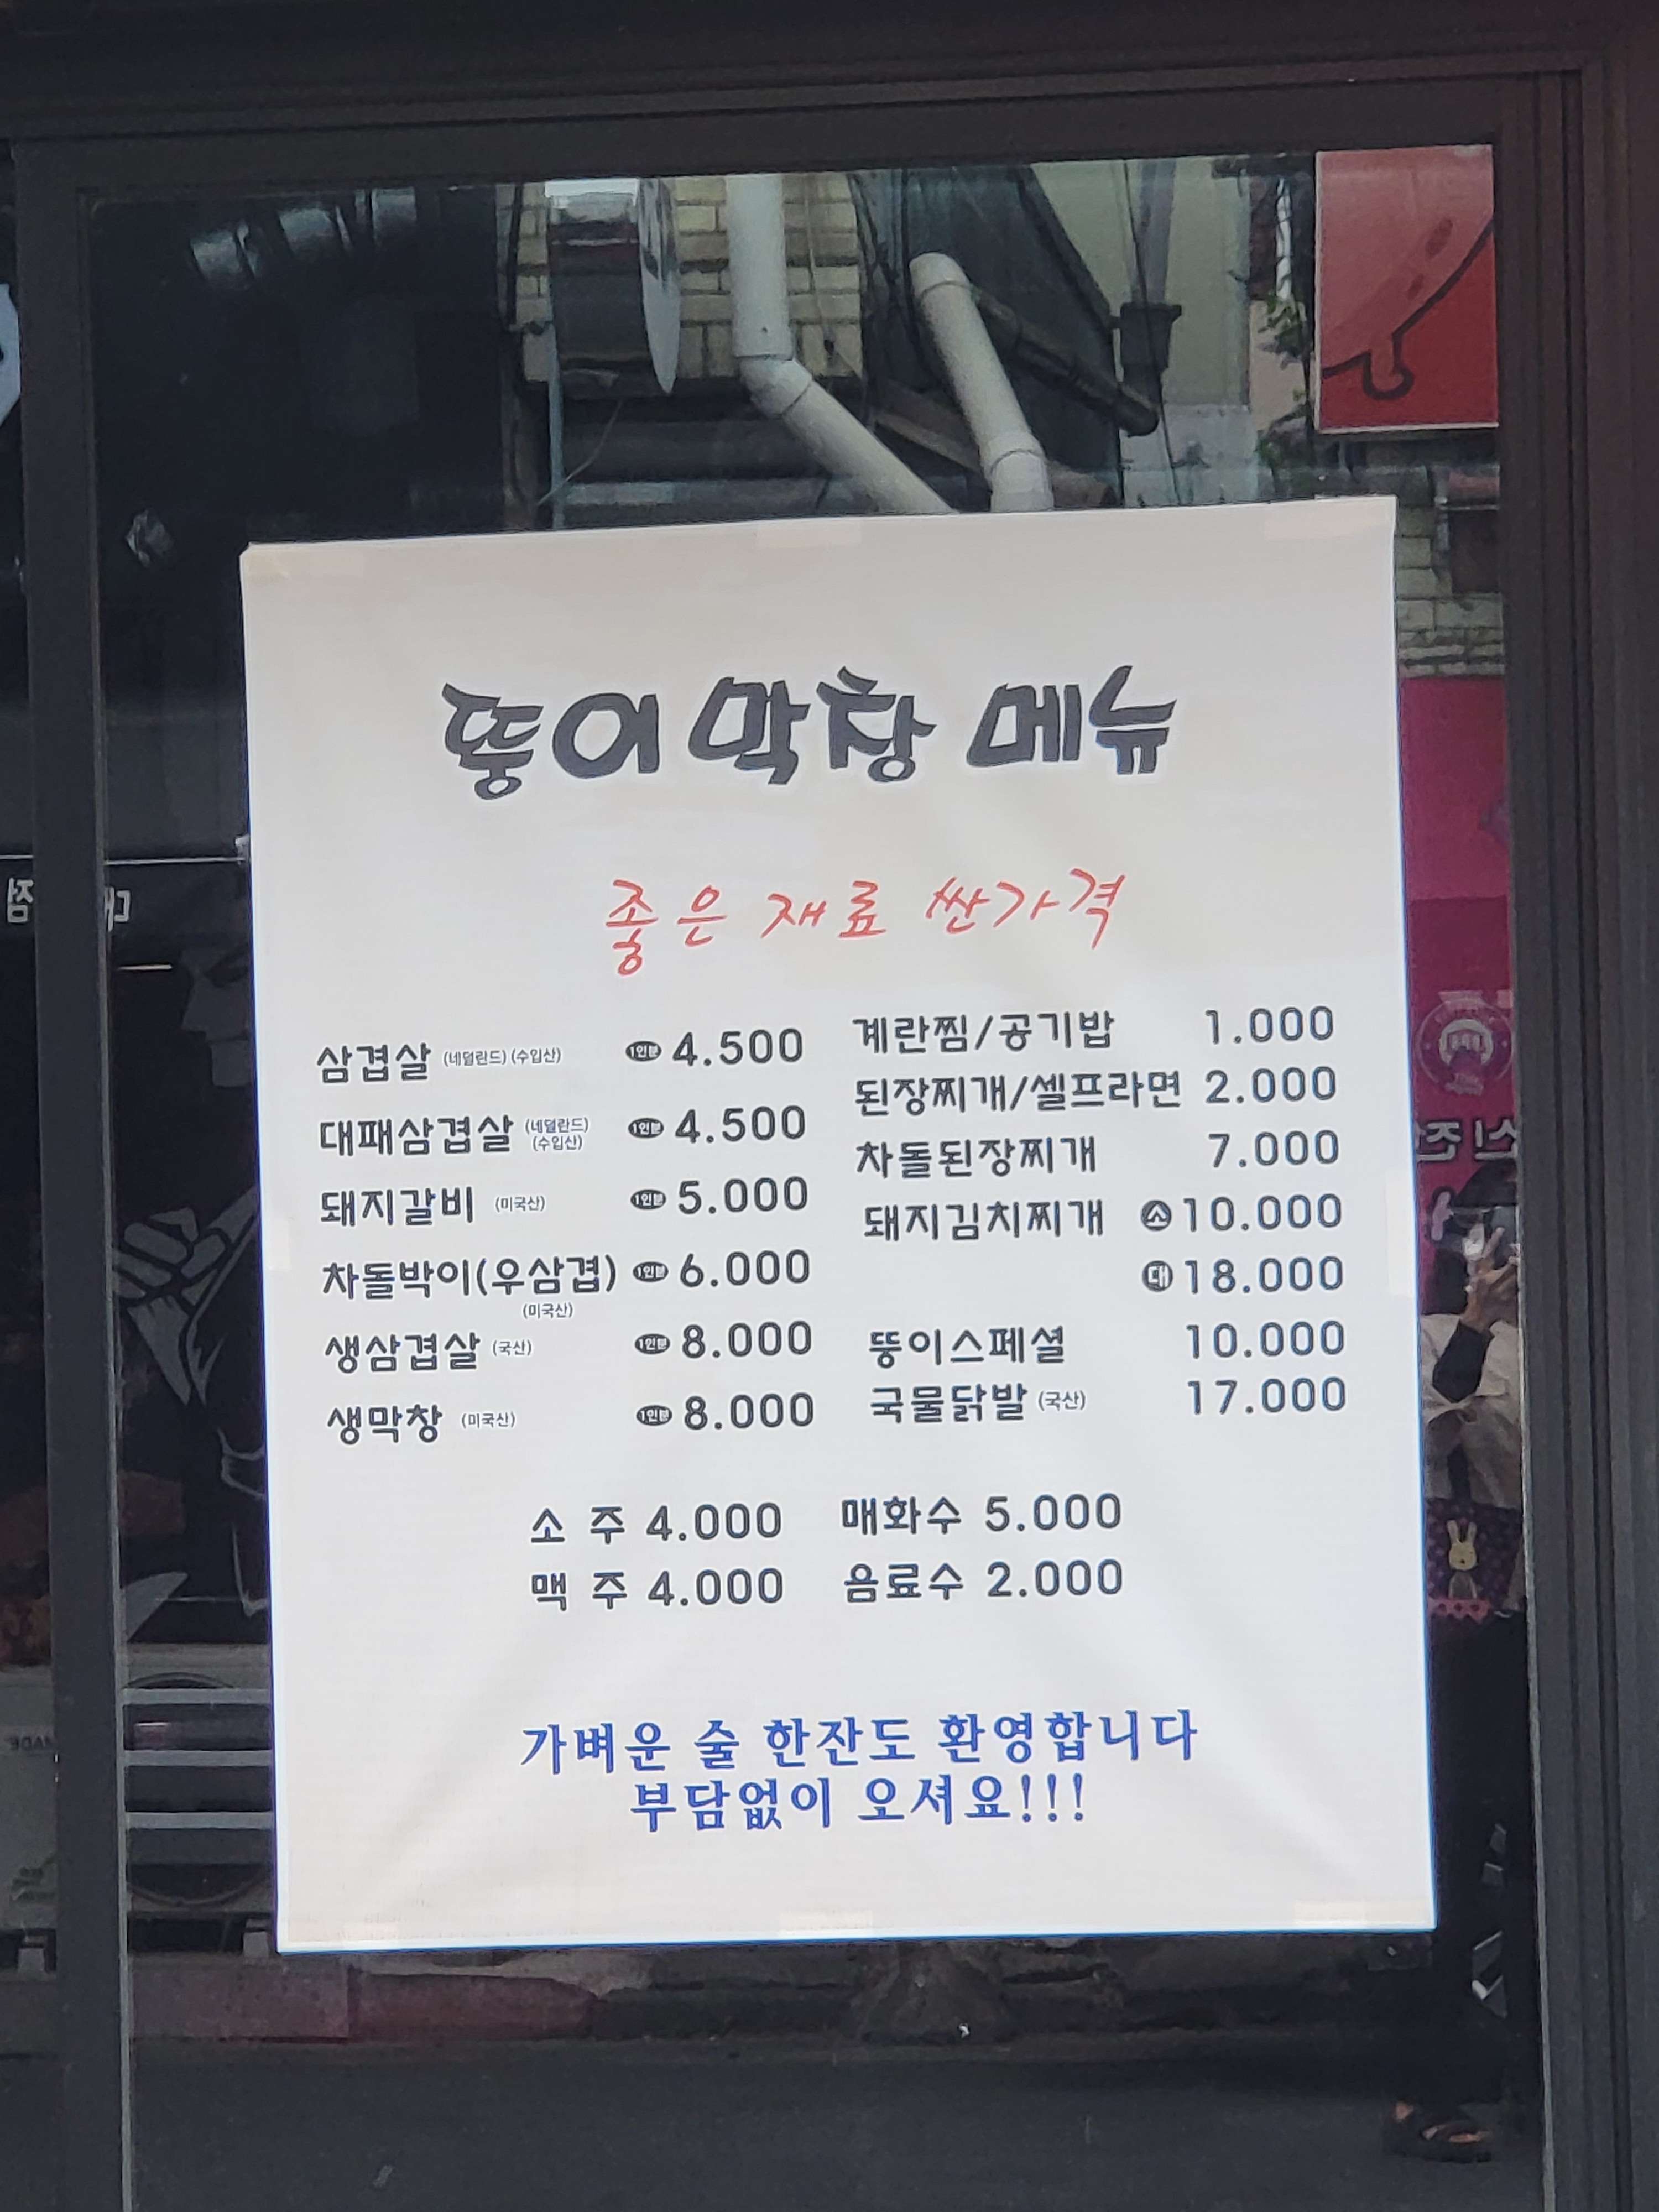 뚱이막창 메뉴
좋은 재료 싼가격
삼겹살 (네덜란드) (수입산) 1인분 4.500
대패삼겹살 (네덜란드) (수입산) 1인분 4.500
돼지갈비 (미국산) 1인분 5.000
차돌박이(우삼겹) 1인분 6.000
(미국산)
생삼겹살 (국산) 1인분 8.000
생막창 (미국산) 1인분 8.000
계란찜/공기밥 1.000
된장찌개/셀프라면 2.000
차돌된장찌개 7.000
돼지김치찌개 소 10.000
대 18.000
뚱이스페셜 10.000
국물닭발 (국산) 17.000
소 주 4.000 매화수 5.000
맥 주 4.000 음료수 2.000
가벼운 술 한잔도 환영합니다
부담없이 오셔요!!!